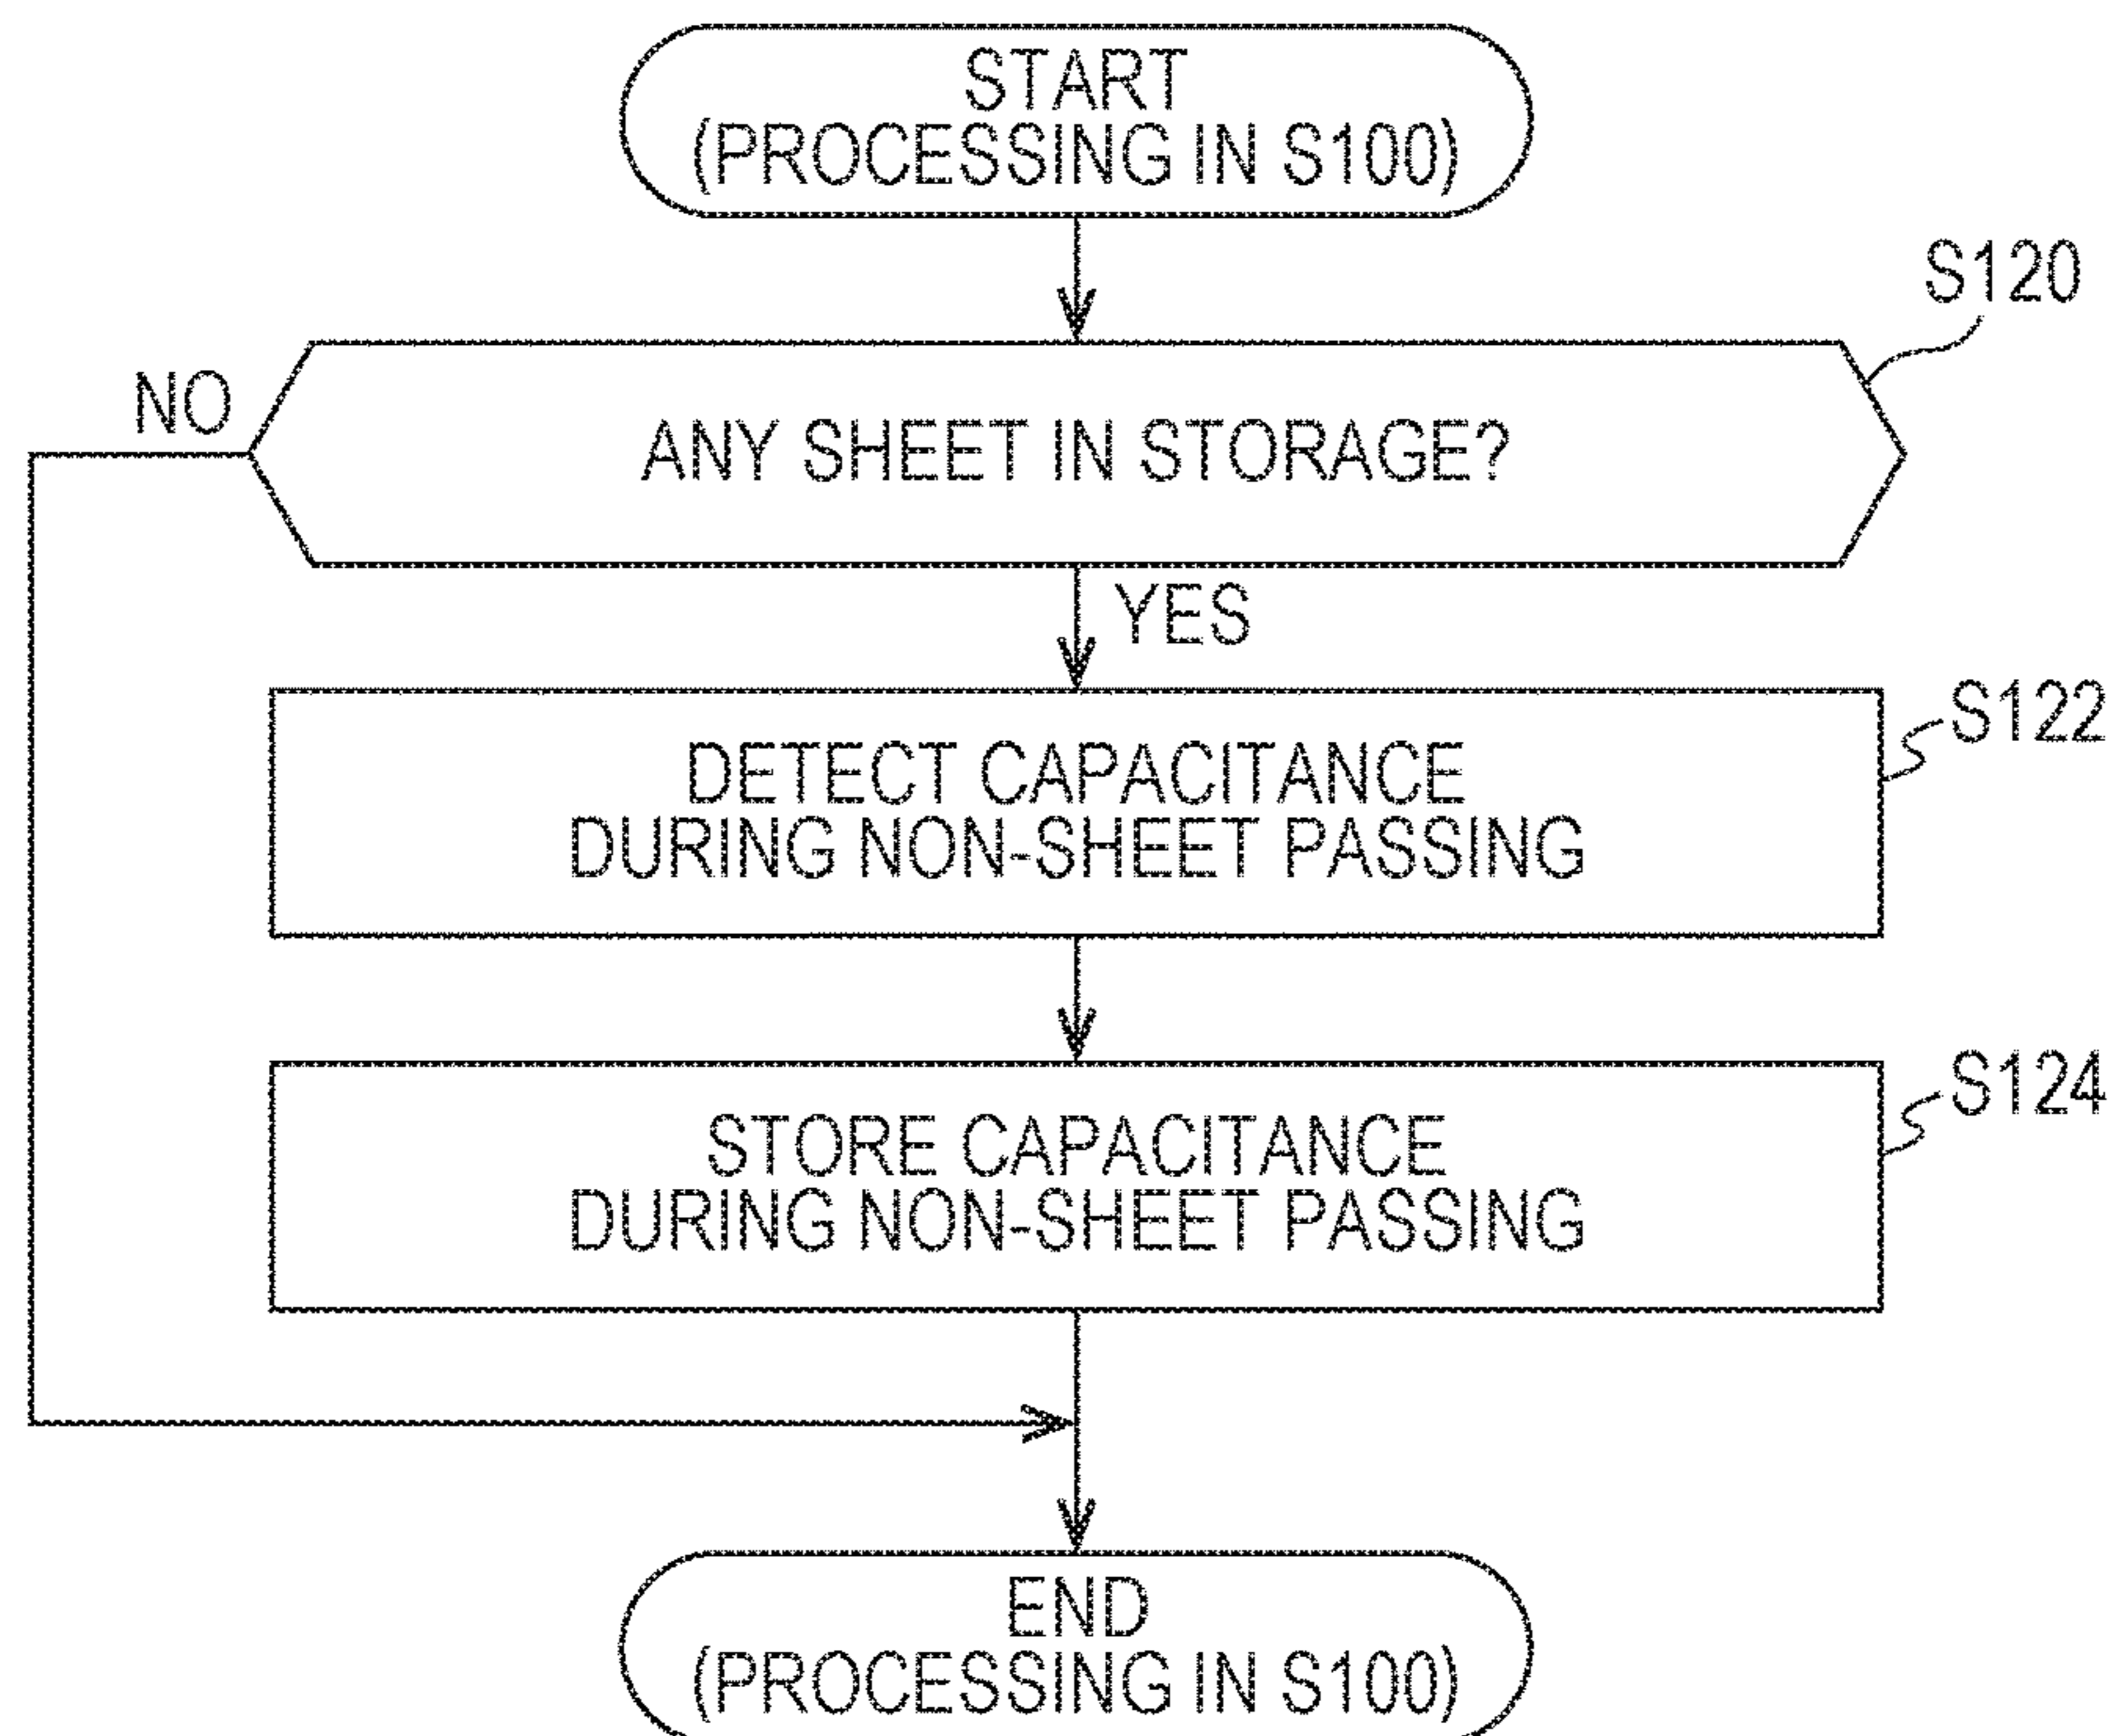 START
(PROCESSING IN S100)
S120
NO
ANY SHEET IN STORAGE?
YES
S122
DETECT CAPACITANCE
DURING NON-SHEET PASSING
S124
STORE CAPACITANCE
DURING NON-SHEET PASSING
END
(PROCESSING IN S100)